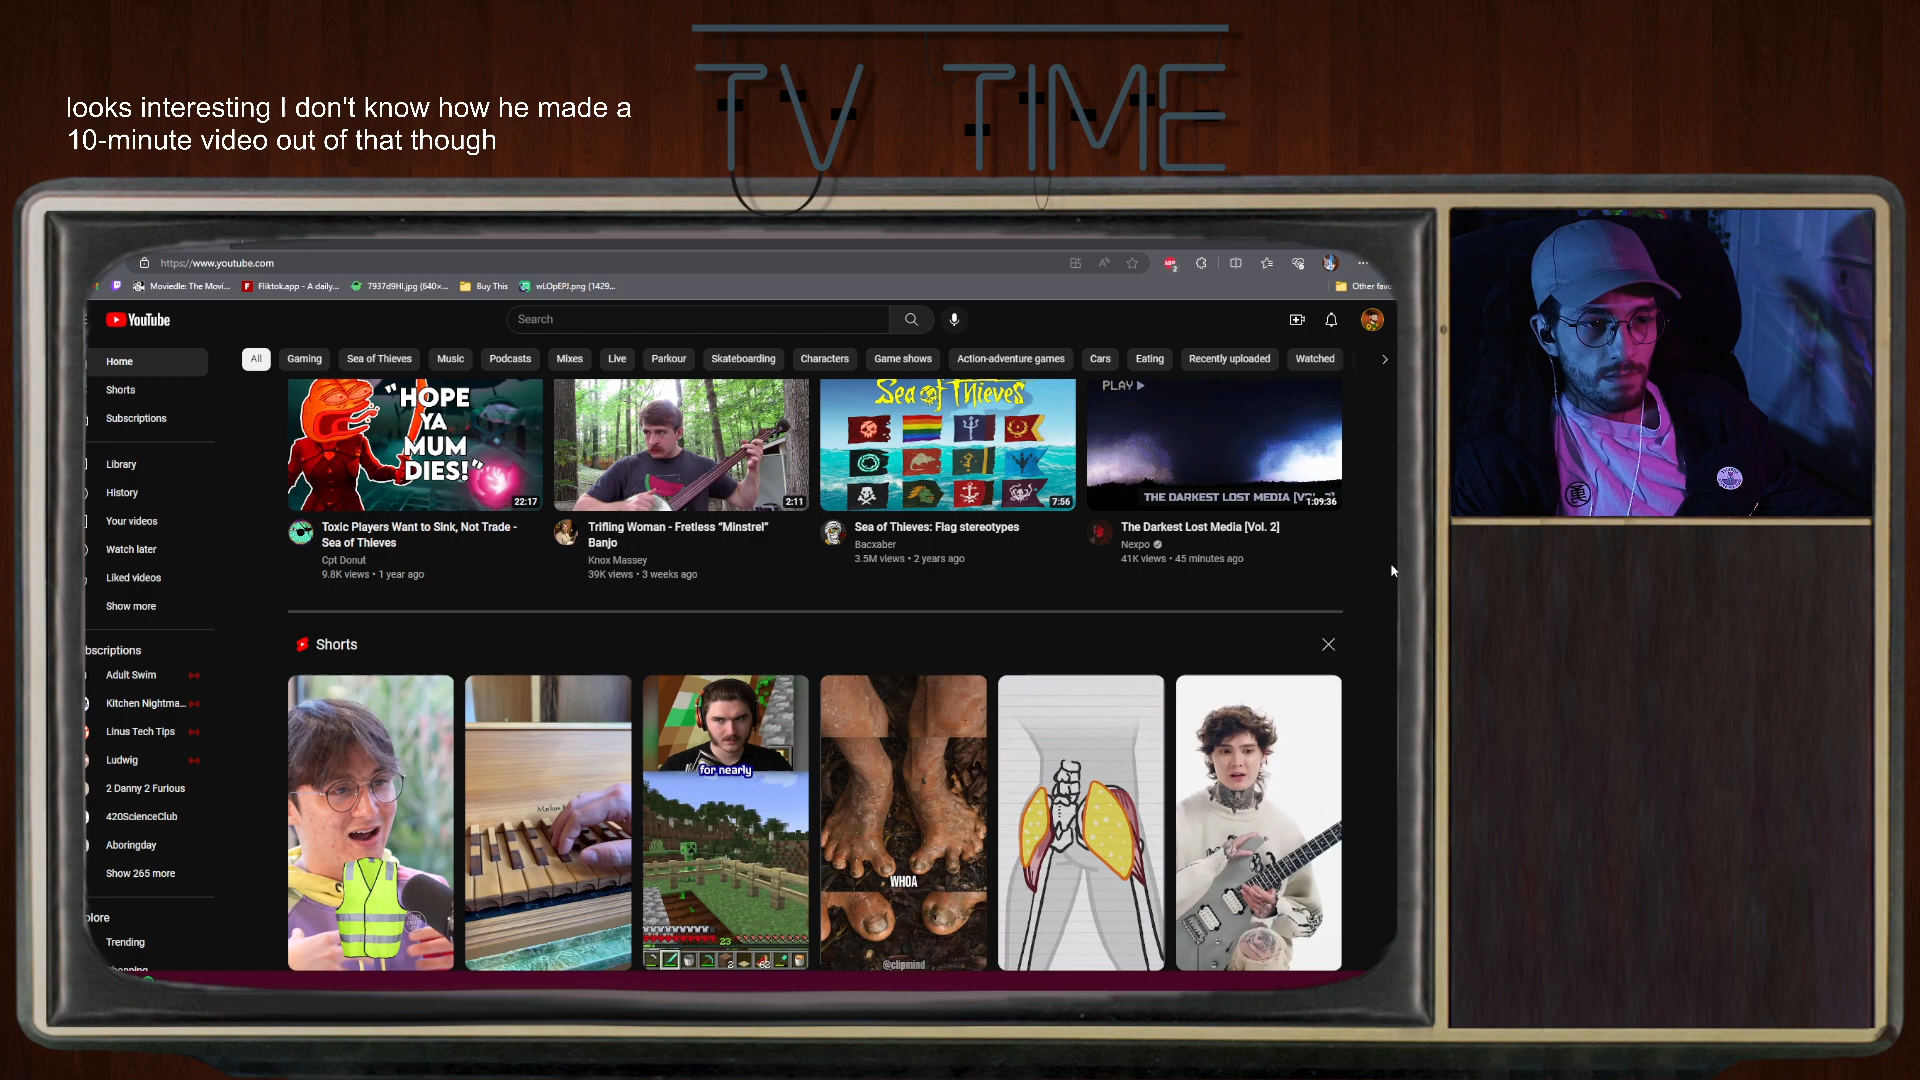 TV TIME
looks interesting I don't know how he made a
10-minute video out of that though
https://www.youtube.com
Moviedle: The Movi...
Fliktok.app - A daily...
7937d9HI.jpg (640×...
Buy This
wLOpEPJ.png (1429...
Other favo
YouTube
Search
Home
Shorts
Subscriptions
Library
History
Your videos
Watch later
Liked videos
Show more
bscriptions
Adult Swim
Kitchen Nightma...
Linus Tech Tips
Ludwig
2 Danny 2 Furious
420ScienceClub
Aboringday
Show 265 more
plore
Trending
All
Gaming
Sea of Thieves
Music
Podcasts
Mixes
Live
Parkour
Skateboarding
Characters
Game shows
Action-adventure games
Cars
Eating
Recently uploaded
Watched
"HOPE
YA
MUM
DIES!"
22:17
Toxic Players Want to Sink, Not Trade -
Sea of Thieves
Cpt Donut
9.8K views • 1 year ago
2:11
Trifling Woman - Fretless “Minstrel”
Banjo
Knox Massey
39K views • 3 weeks ago
Sea of Thieves
7:56
Sea of Thieves: Flag stereotypes
Bacxaber
3.5M views • 2 years ago
PLAY
THE DARKEST LOST MEDIA
1:09:36
The Darkest Lost Media [Vol. 2]
Nexpo
41K views • 45 minutes ago
Shorts
for nearly
23
2
62
WHOA
@clipmind